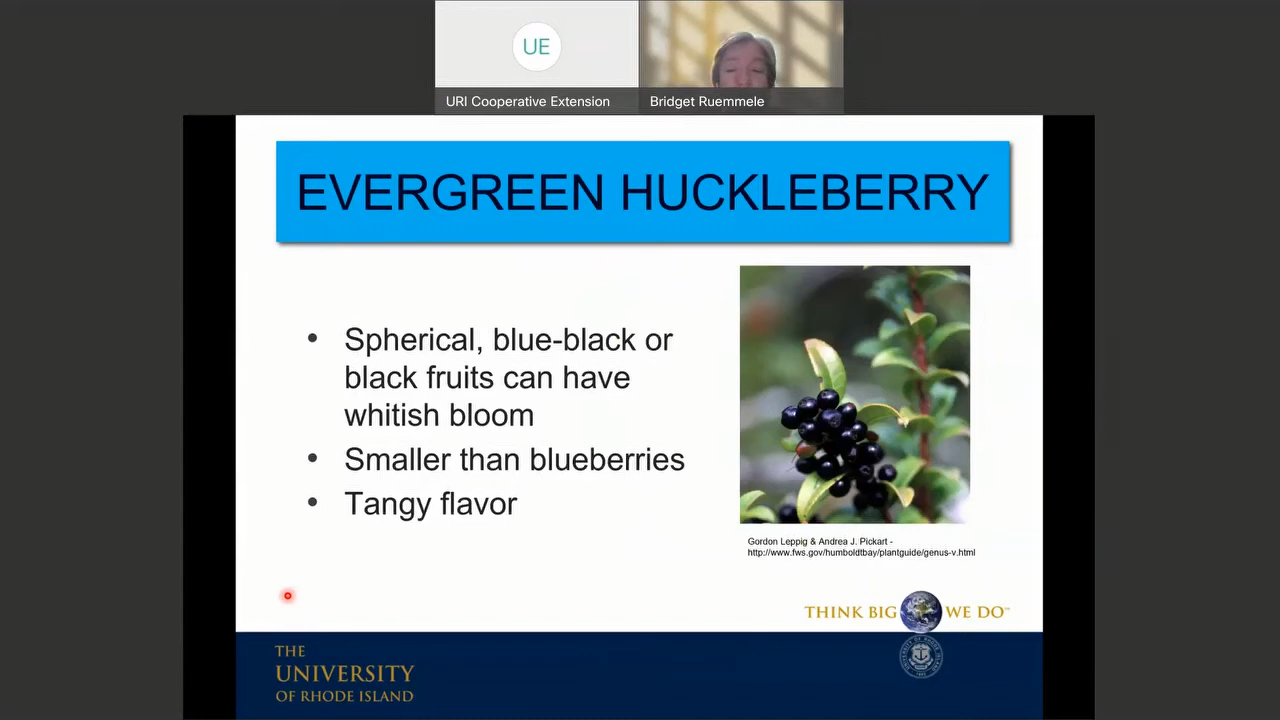 UE
URI Cooperative Extension
Bridget Ruemmele
EVERGREEN HUCKLEBERRY
• Spherical, blue-black or
black fruits can have
whitish bloom
• Smaller than blueberries
• Tangy flavor
Gordon Leppig & Andrea J. Pickart -
http://www.fws.gov/humboldtbay/plantguide/genus-v.html
THINK BIG WE DO™
THE
UNIVERSITY
OF RHODE ISLAND